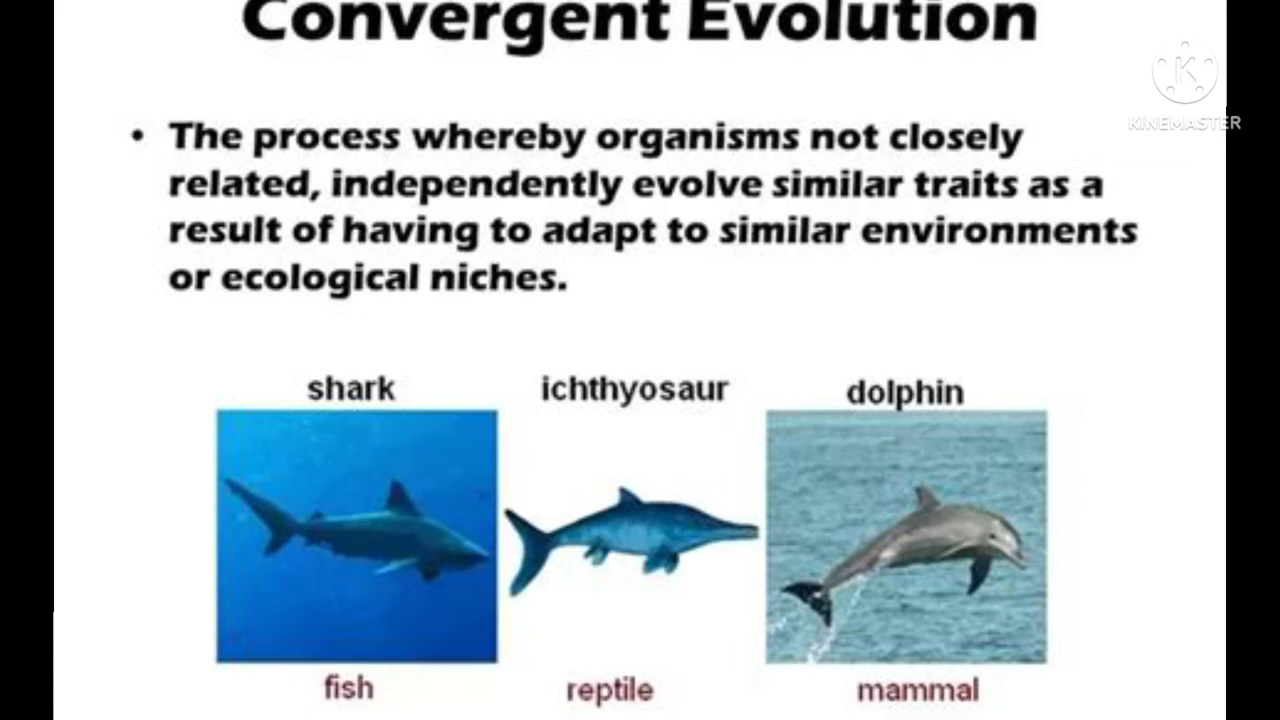 Convergent Evolution
KINEMASTER
• The process whereby organisms not closely
related, independently evolve similar traits as a
result of having to adapt to similar environments
or ecological niches.
shark ichthyosaur dolphin
fish reptile mammal